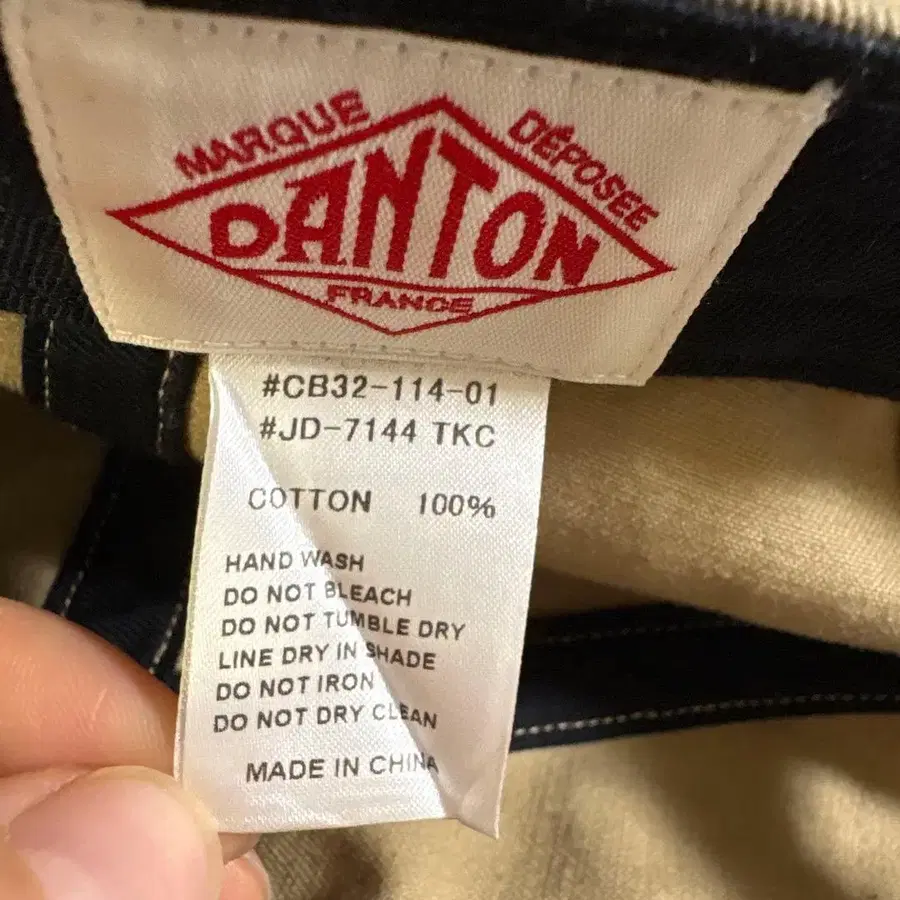 MARQUE DÉPOSÉE
DANTON
FRANCE
#CB32-114-01
#JD-7144 TKC
COTTON 100%
HAND WASH
DO NOT BLEACH
DO NOT TUMBLE DRY
LINE DRY IN SHADE
DO NOT IRON
DO NOT DRY CLEAN
MADE IN CHINA